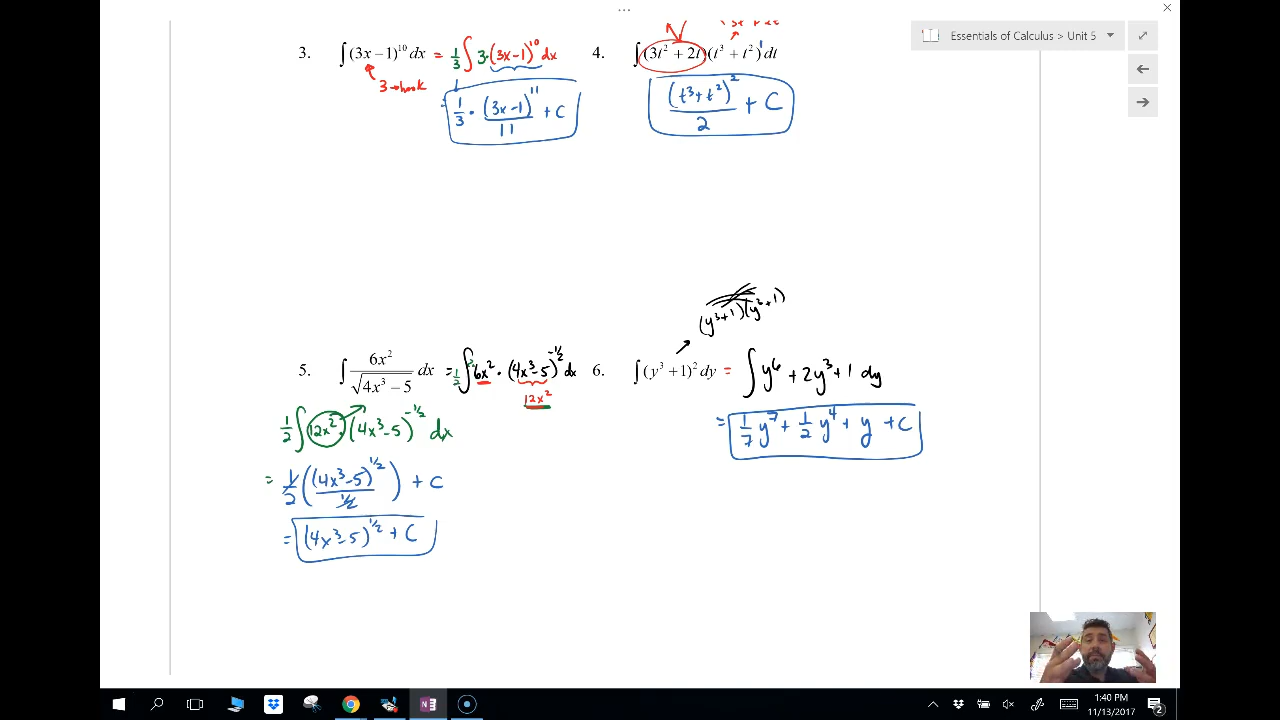 Essentials of Calculus > Unit 5
3. ∫(3x − 1)¹⁰ dx = 1/3 ∫ 3·(3x−1)¹⁰ dx
3→hook
1/3 · (3x−1)¹¹/11 + C
4. ∫(3t² + 2t)(t³ + t²)¹ dt
(t³+t²)²/2 + C
(y³+1)(y³+1)
5. ∫ 6x²/√(4x³ − 5) dx = 1/2 ∫ 6x² · (4x³−5)^(−1/2) dx
12x²
1/2 ∫ 12x² · (4x³−5)^(−1/2) dx
= 1/2 ((4x³−5)^(1/2)/(1/2)) + C
= (4x³−5)^(1/2) + C
6. ∫(y³ + 1)² dy = ∫ y⁶ + 2y³ + 1 dy
= 1/7 y⁷ + 1/2 y⁴ + y + C
1:40 PM
11/13/2017
2